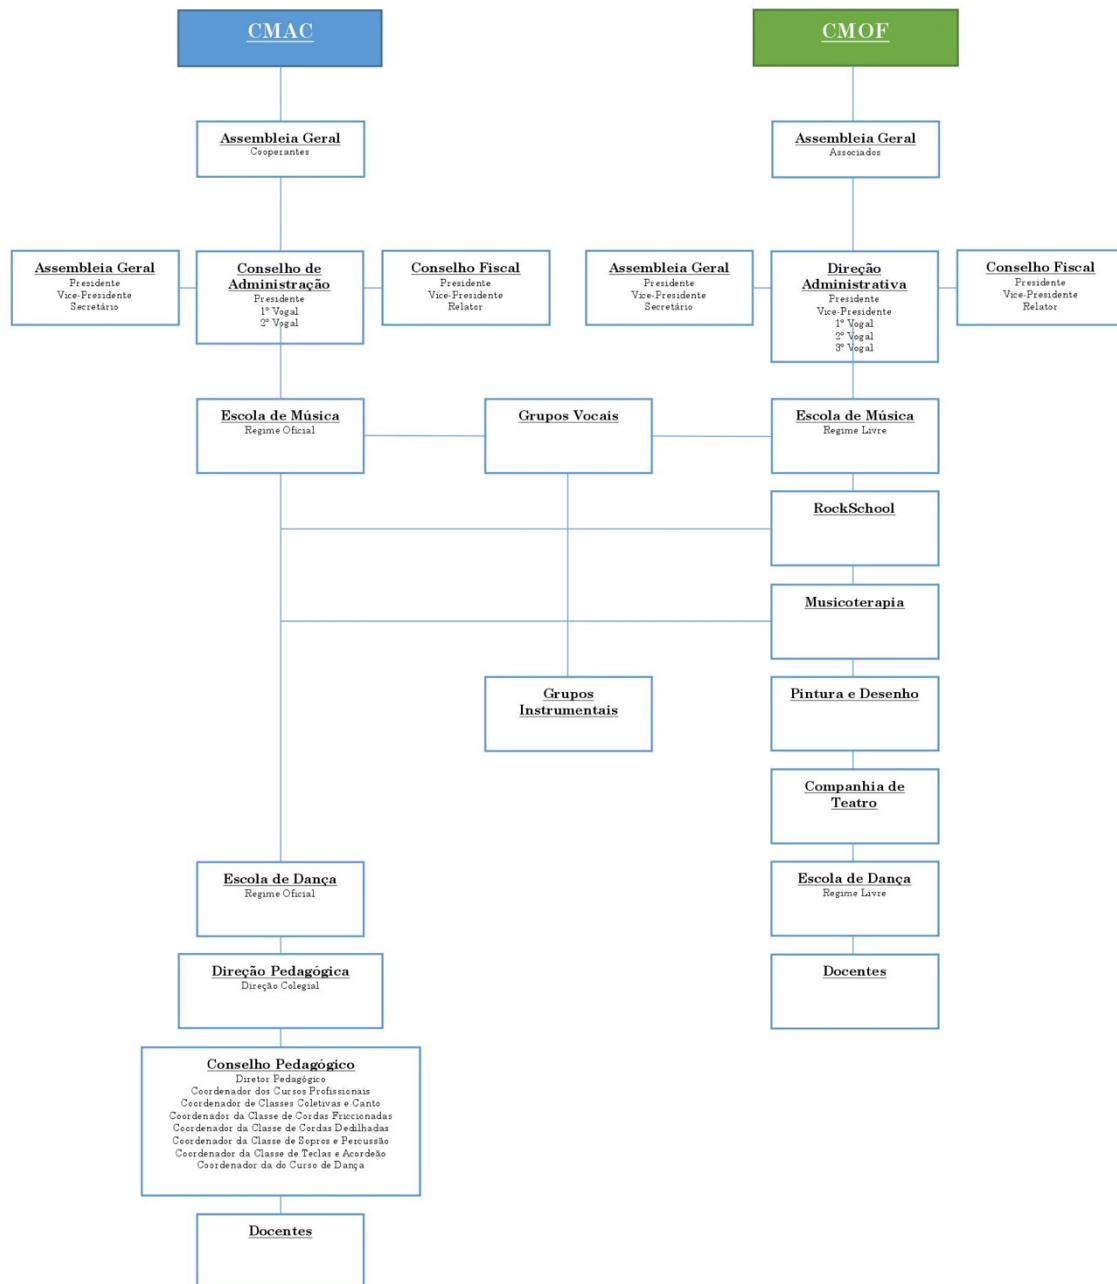 CMAC
CMOF
Assembleia Geral
Cooperantes
Assembleia Geral
Associados
Assembleia Geral
Presidente
Vice-Presidente
Secretário
Conselho de
Administração
Presidente
1º Vogal
2º Vogal
Conselho Fiscal
Presidente
Vice-Presidente
Relator
Assembleia Geral
Presidente
Vice-Presidente
Secretário
Direção
Administrativa
Presidente
Vice-Presidente
1º Vogal
2º Vogal
3º Vogal
Conselho Fiscal
Presidente
Vice-Presidente
Relator
Escola de Música
Regime Oficial
Grupos Vocais
Escola de Música
Regime Livre
RockSchool
Musicoterapia
Grupos
Instrumentais
Pintura e Desenho
Companhia de
Teatro
Escola de Dança
Regime Oficial
Escola de Dança
Regime Livre
Direção Pedagógica
Direção Colegial
Docentes
Conselho Pedagógico
Diretor Pedagógico
Coordenador dos Cursos Profissionais
Coordenador de Classes Coletivas e Canto
Coordenador da Classe de Cordas Friccionadas
Coordenador da Classe de Cordas Dedilhadas
Coordenador da Classe de Sopros e Percussão
Coordenador da Classe de Teclas e Acordeão
Coordenador da do Curso de Dança
Docentes